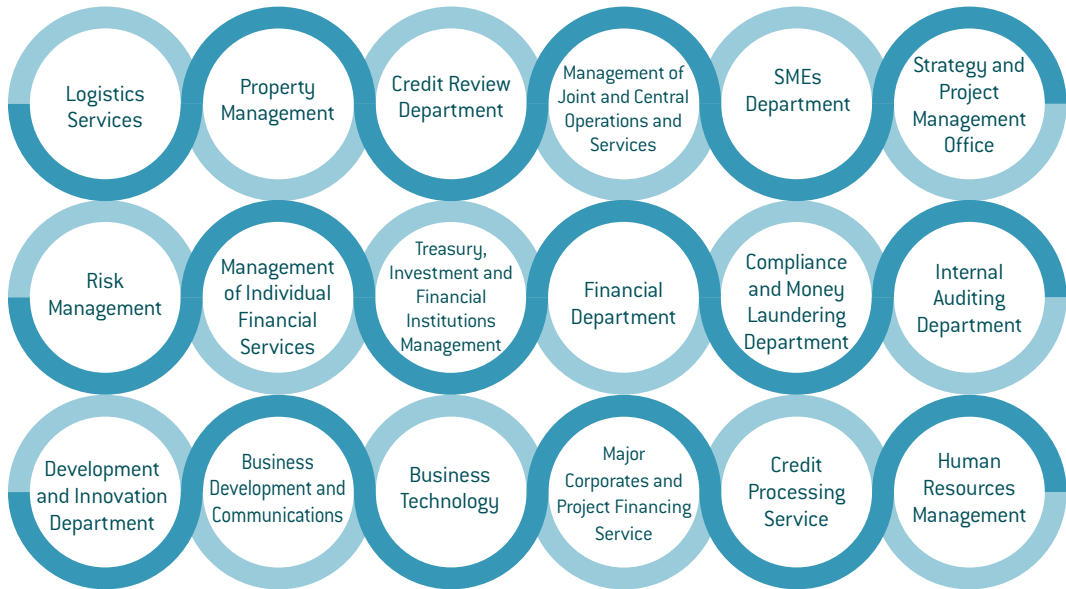 Logistics
Services
Property
Management
Credit Review
Department
Management of
Joint and Central
Operations and
Services
SMEs
Department
Strategy and
Project
Management
Office
Risk
Management
Management
of Individual
Financial
Services
Treasury,
Investment and
Financial
Institutions
Management
Financial
Department
Compliance
and Money
Laundering
Department
Internal
Auditing
Department
Development
and Innovation
Department
Business
Development and
Communications
Business
Technology
Major
Corporates and
Project Financing
Service
Credit
Processing
Service
Human
Resources
Management